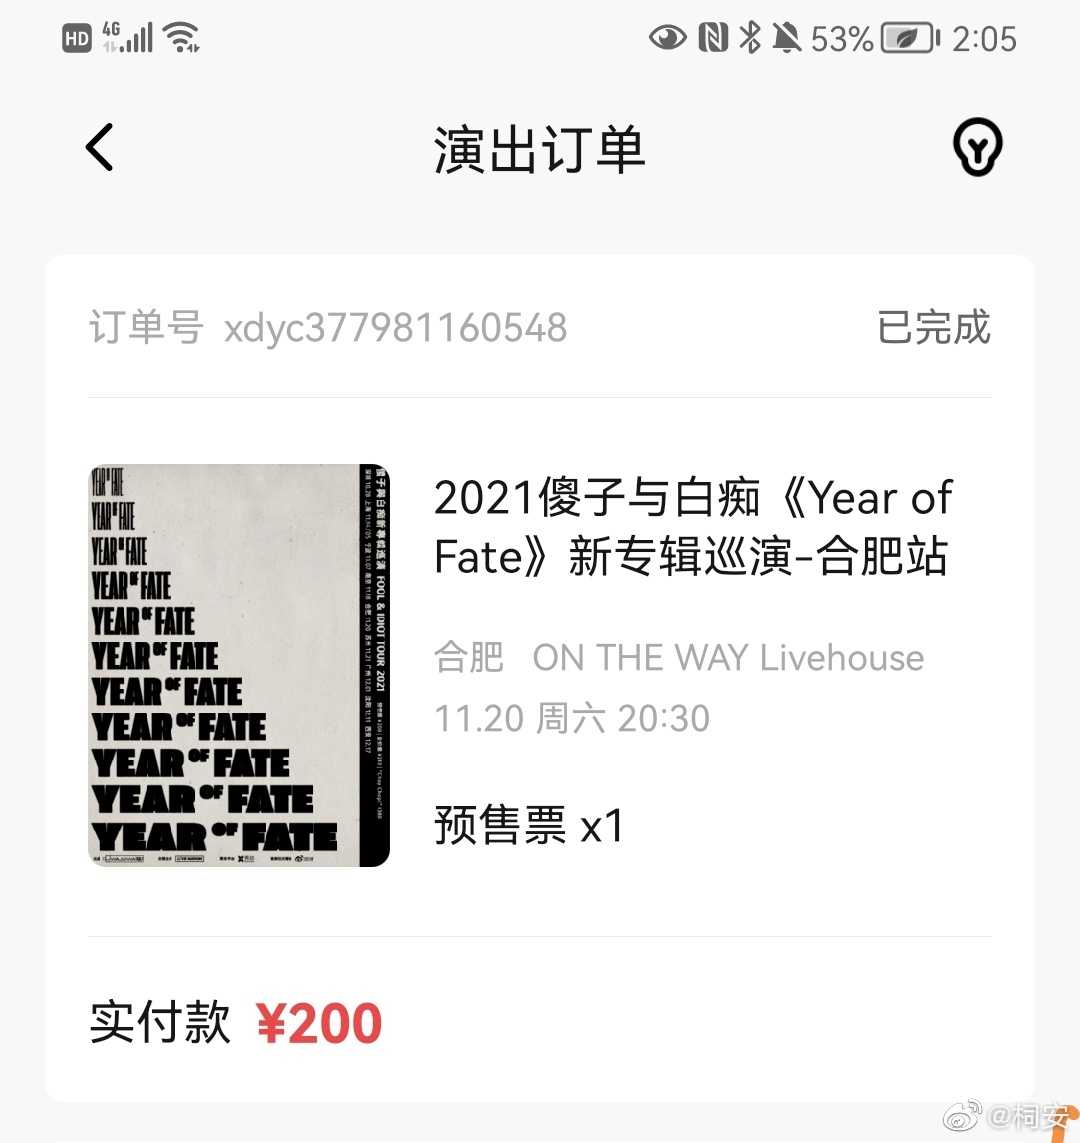 HD 4G 53% 2:05
演出订单
订单号 xdyc377981160548 已完成
YEAR OF FATE
YEAR OF FATE
YEAR OF FATE
YEAR OF FATE
YEAR OF FATE
YEAR OF FATE
YEAR OF FATE
YEAR OF FATE
YEAR OF FATE
YEAR OF FATE
YEAR OF FATE
傻子與白痴新專輯巡演 FOOL & IDIOT TOUR 2021
2021傻子与白痴《Year of
Fate》新专辑巡演-合肥站
合肥 ON THE WAY Livehouse
11.20 周六 20:30
预售票 x1
实付款 ¥200
@桐安